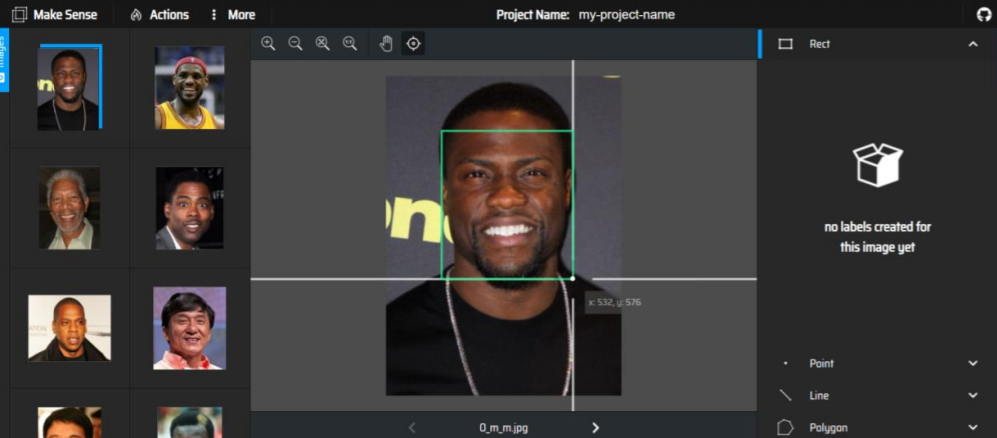 Make Sense
Actions
More
Project Name: my-project-name
Images
Rect
no labels created for
this image yet
x: 532, y: 576
Point
Line
Polygon
0_m_m.jpg